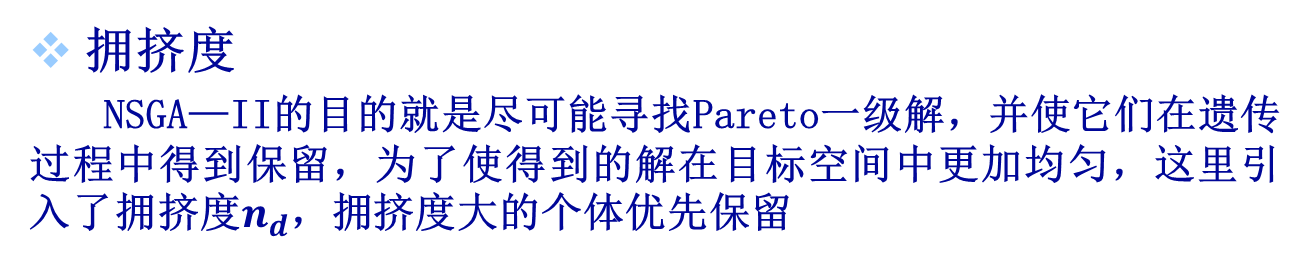 拥挤度
NSGA—II的目的就是尽可能寻找Pareto一级解，并使它们在遗传
过程中得到保留，为了使得到的解在目标空间中更加均匀，这里引
入了拥挤度n_d，拥挤度大的个体优先保留